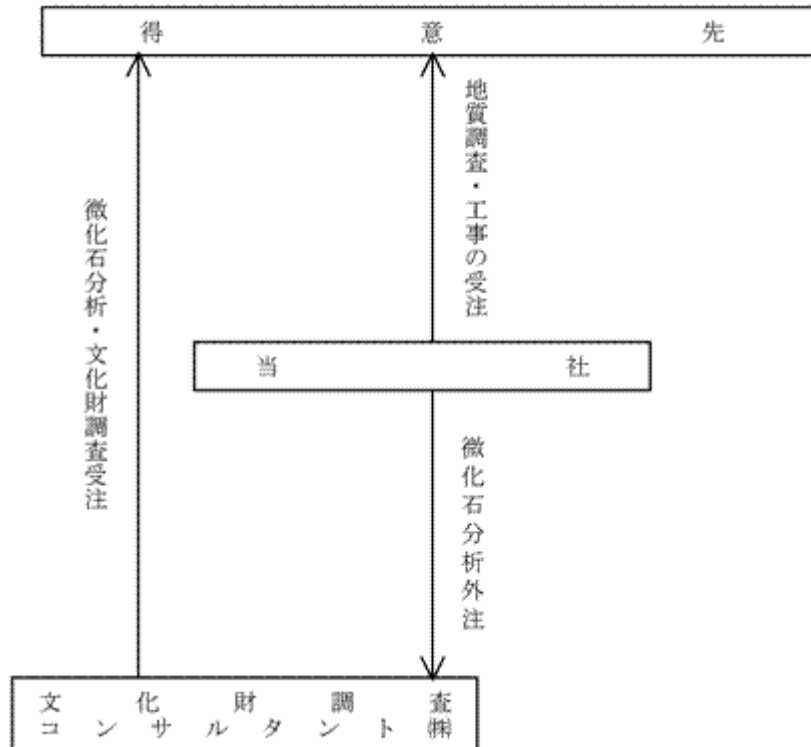 得意先
地質調査・工事の受注
微化石分析・文化財調査受注
当社
微化石分析外注
文化財調査
コンサルタント㈱